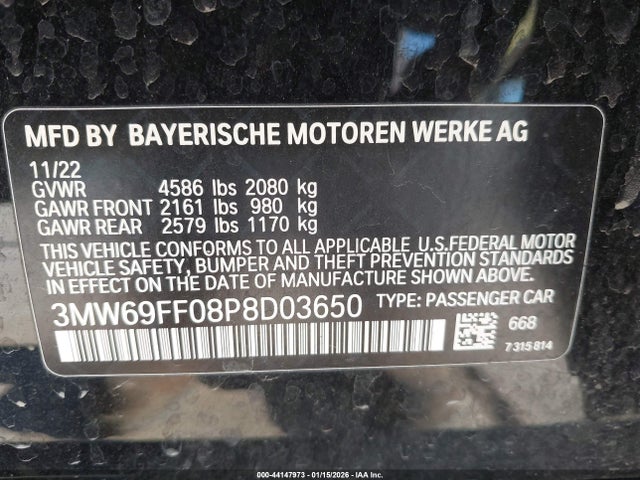 MFD BY BAYERISCHE MOTOREN WERKE AG
11/22
GVWR 4586 lbs 2080 kg
GAWR FRONT 2161 lbs 980 kg
GAWR REAR 2579 lbs 1170 kg
THIS VEHICLE CONFORMS TO ALL APPLICABLE U.S.FEDERAL MOTOR
VEHICLE SAFETY, BUMPER AND THEFT PREVENTION STANDARDS
IN EFFECT ON THE DATE OF MANUFACTURE SHOWN ABOVE.
3MW69FF08P8D03650 TYPE: PASSENGER CAR
668
7 315 814
000-44147973 - 01/15/2026 - IAA Inc.